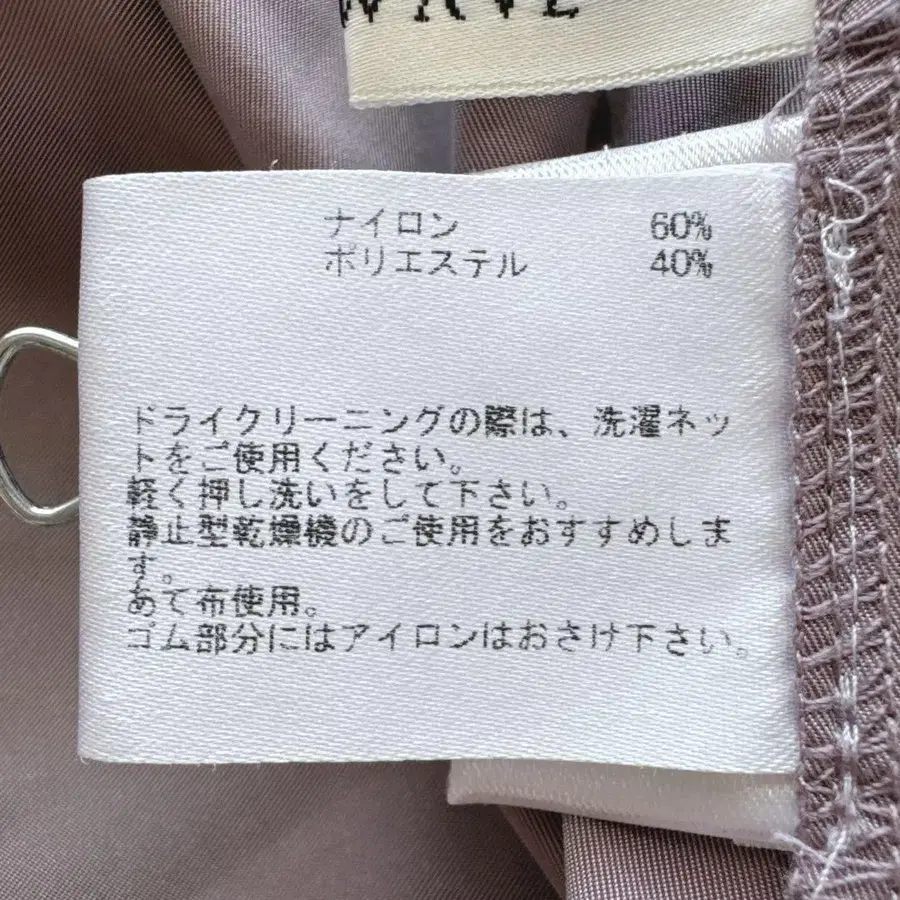 ナイロン 60%
ポリエステル 40%
ドライクリーニングの際は、洗濯ネッ
トをご使用ください。
軽く押し洗いをして下さい。
静止型乾燥機のご使用をおすすめしま
す。
あて布使用。
ゴム部分にはアイロンはおさけ下さい。